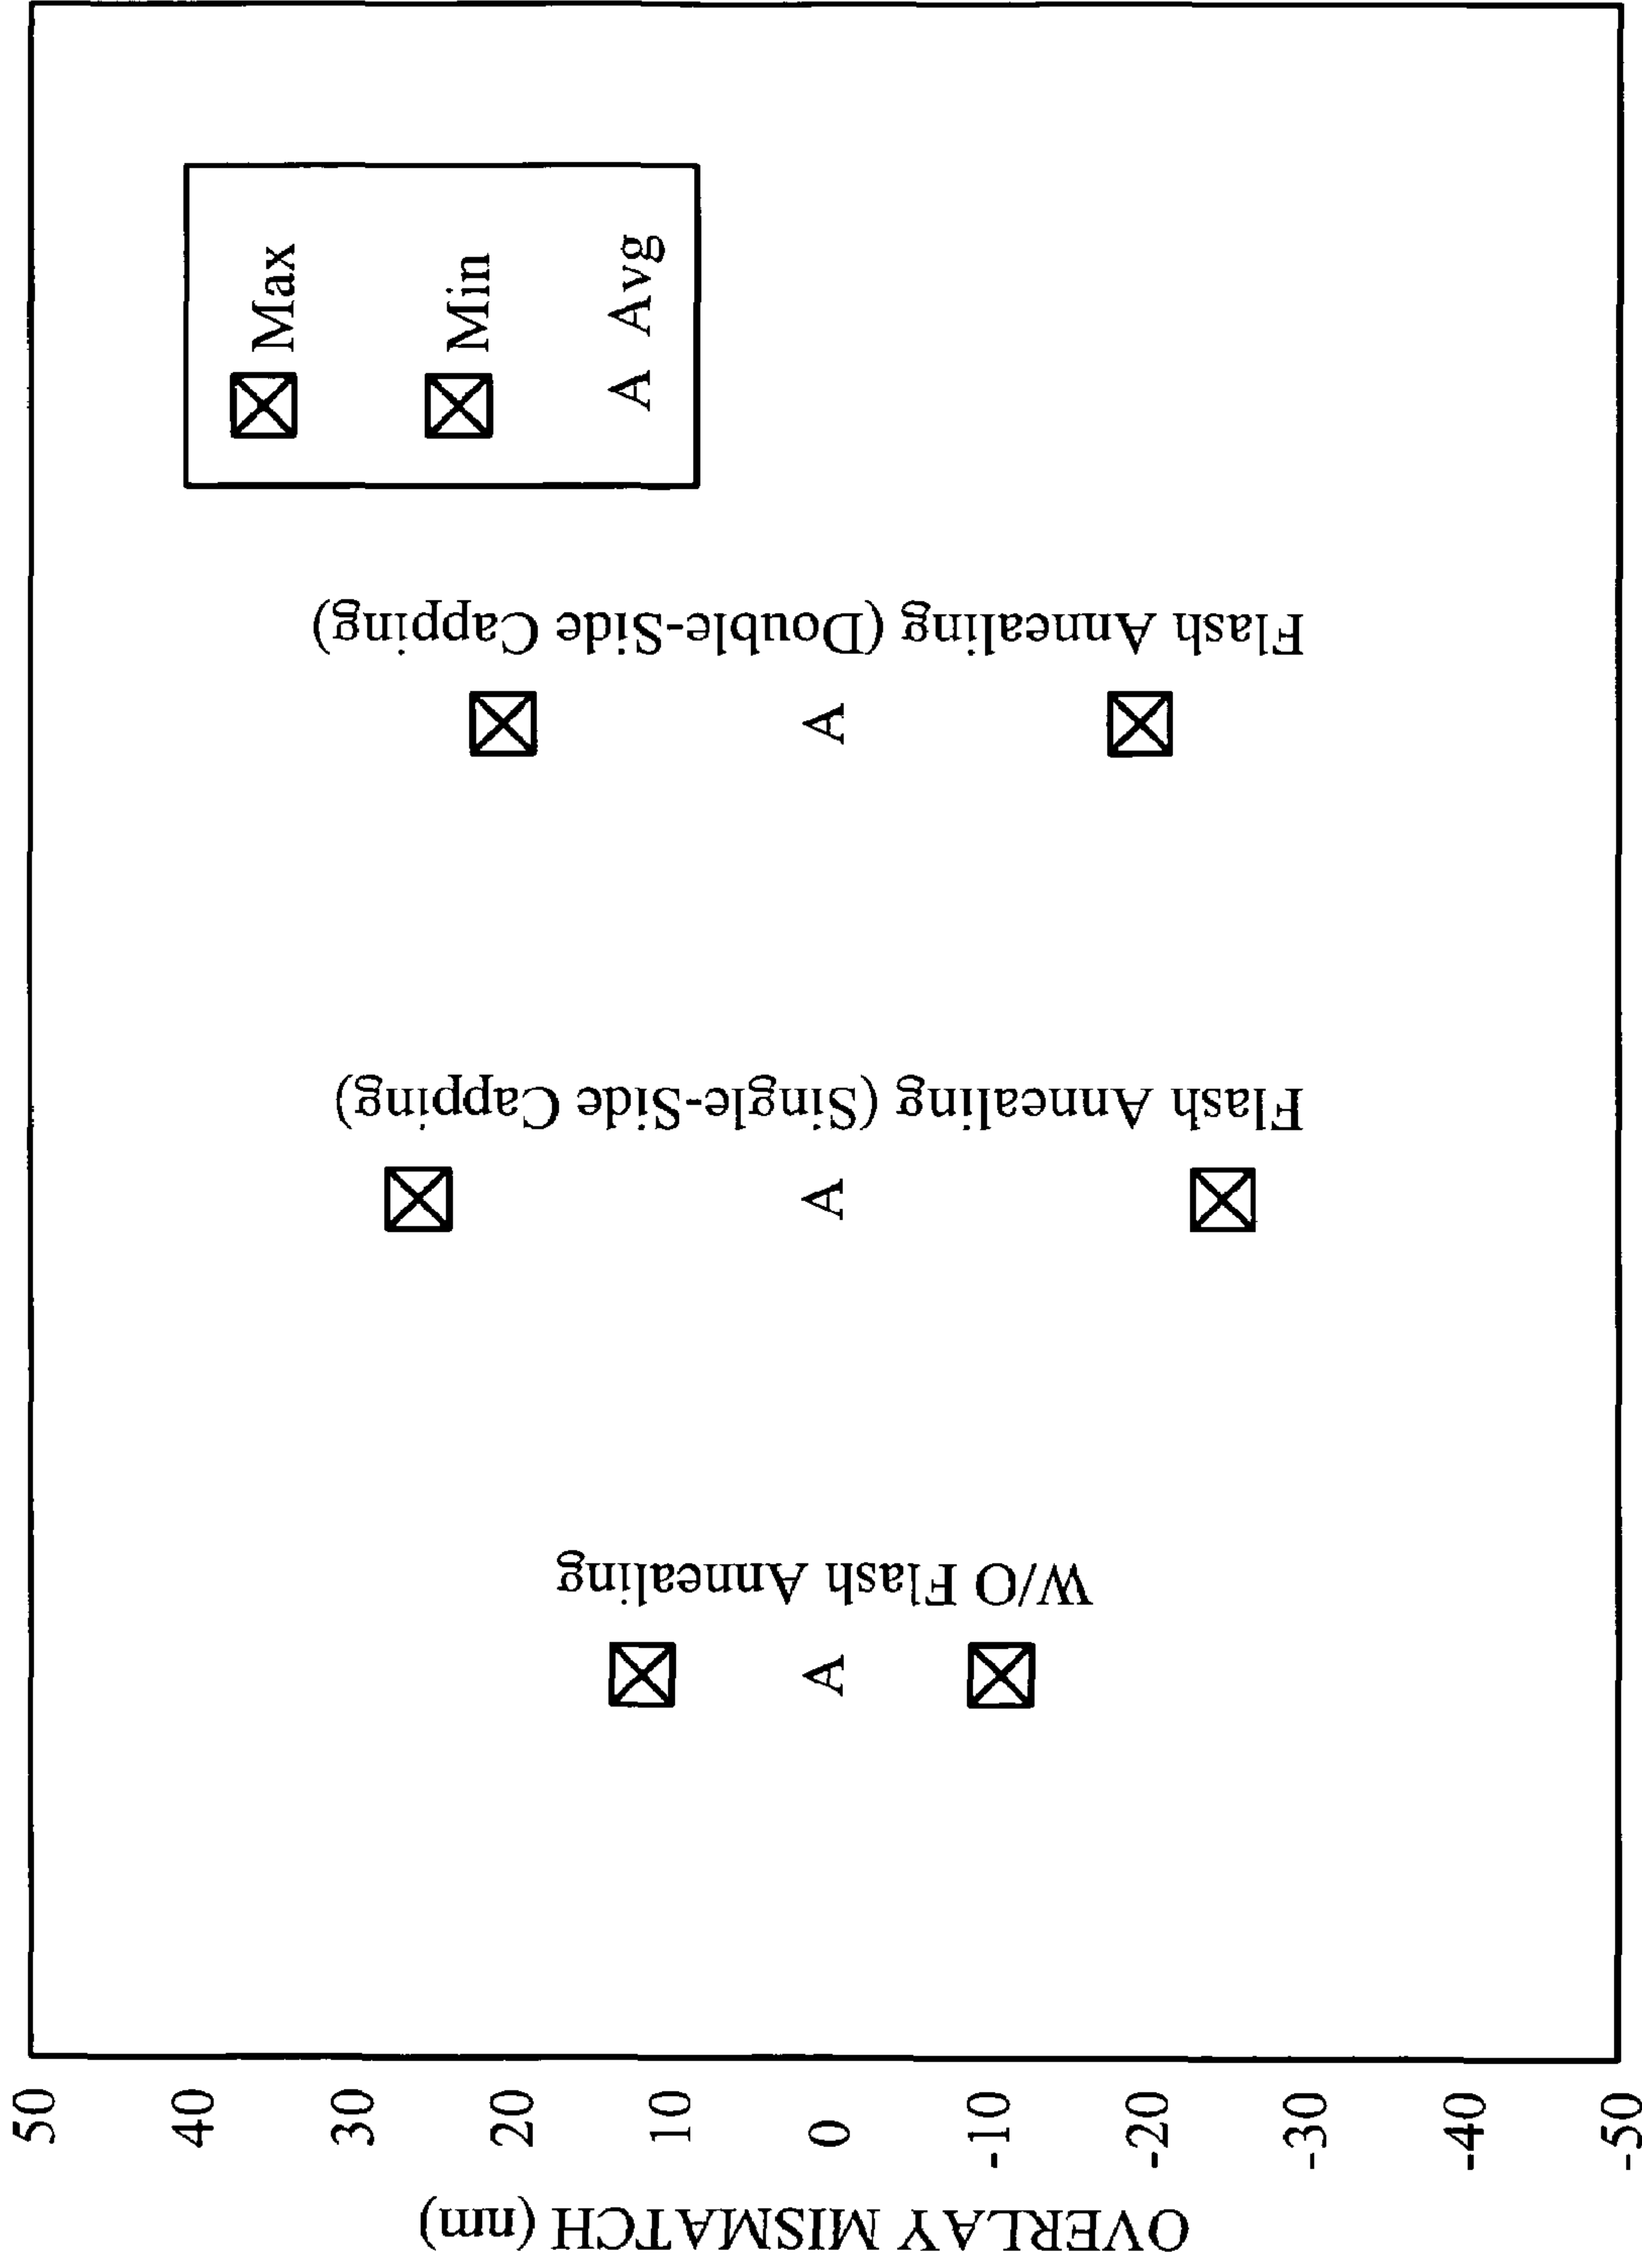 OVERLAY MISMATCH (nm)
50
40
30
20
10
0
-10
-20
-30
-40
-50
W/O Flash Annealing
A
Flash Annealing (Single-Side Capping)
A
Flash Annealing (Double-Side Capping)
A
Max
Min
A Avg